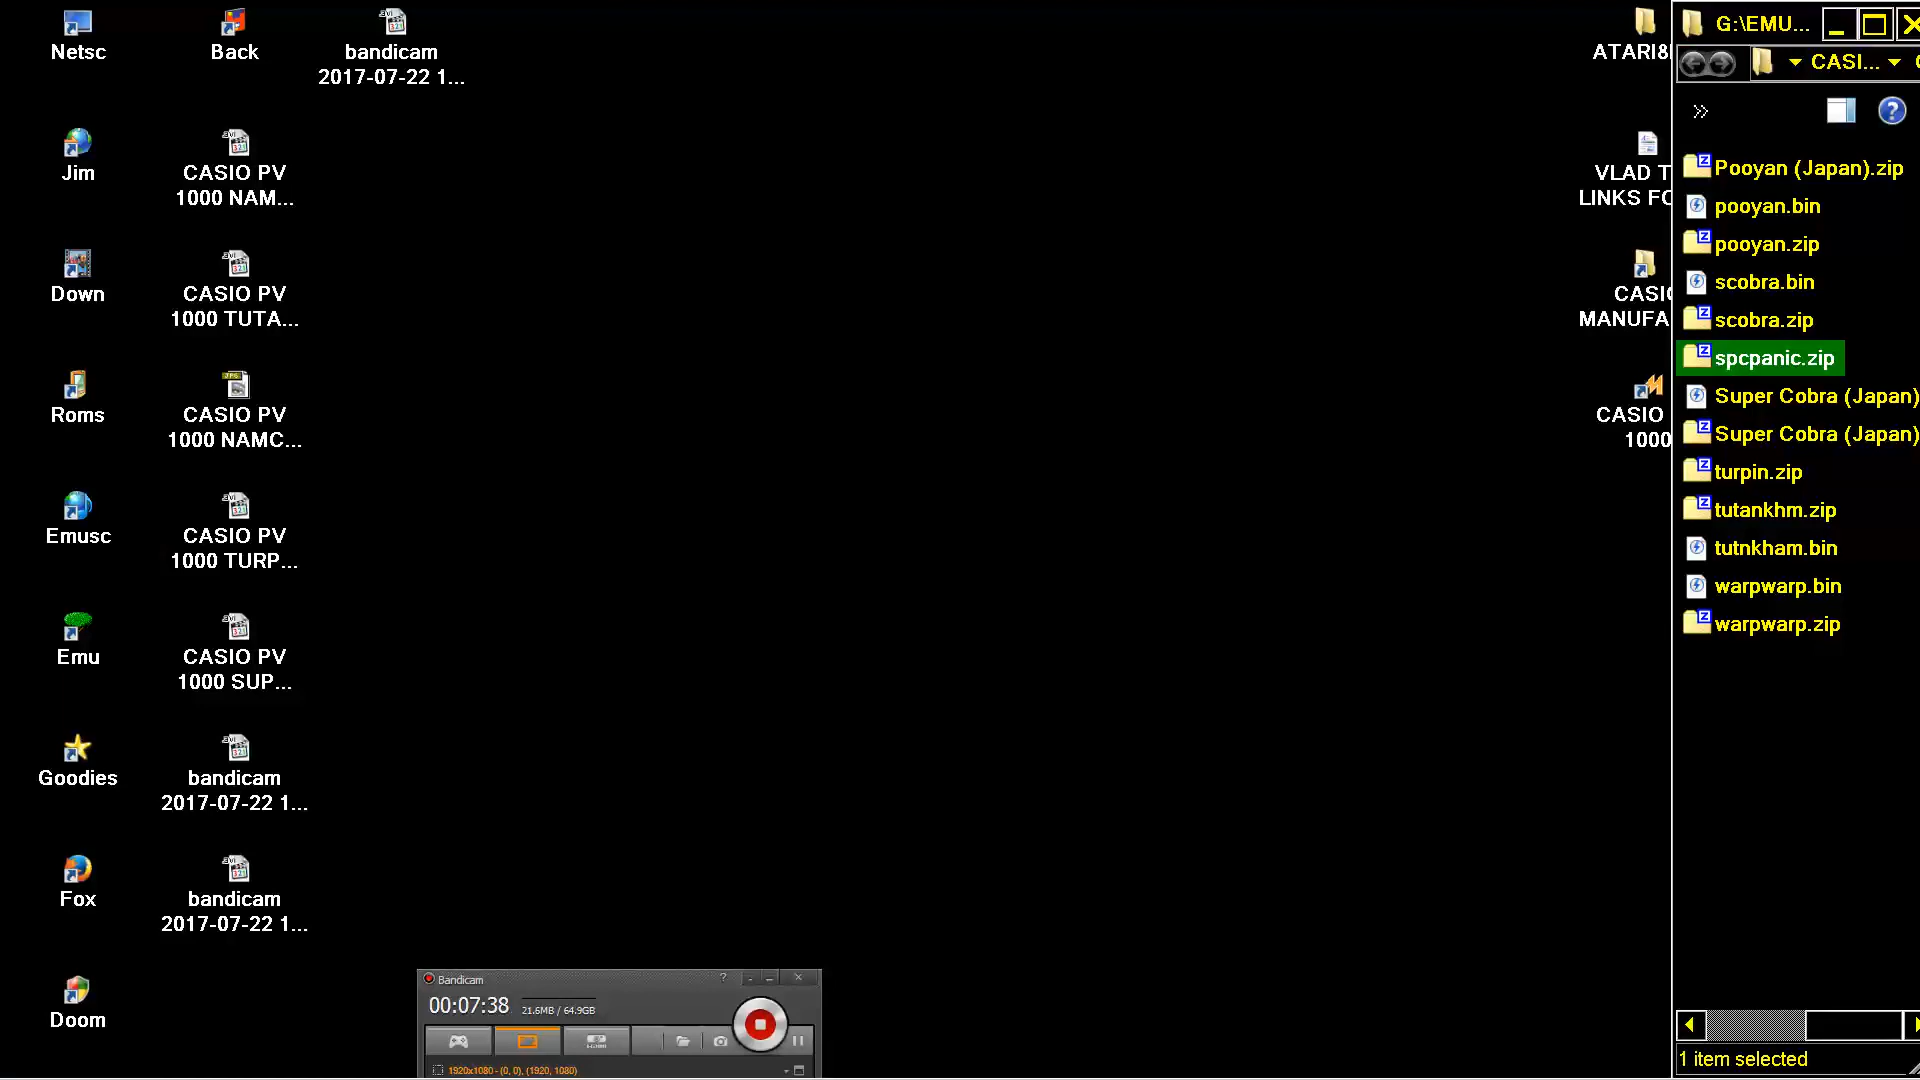 Netsc
Back
bandicam
2017-07-22 1...
Jim
CASIO PV
1000 NAM...
Down
CASIO PV
1000 TUTA...
Roms
CASIO PV
1000 NAMC...
Emusc
CASIO PV
1000 TURP...
Emu
CASIO PV
1000 SUP...
Goodies
bandicam
2017-07-22 1...
Fox
bandicam
2017-07-22 1...
Doom
ATARI8
VLAD T
LINKS FO
CASIO
MANUFA
CASIO
1000
G:\EMU...
CASI...
»
?
Pooyan (Japan).zip
pooyan.bin
pooyan.zip
scobra.bin
scobra.zip
spcpanic.zip
Super Cobra (Japan)
Super Cobra (Japan)
turpin.zip
tutankhm.zip
tutnkham.bin
warpwarp.bin
warpwarp.zip
1 item selected
Bandicam
00:07:38
21.6MB / 64.9GB
1920x1080 - (0, 0), (1920, 1080)